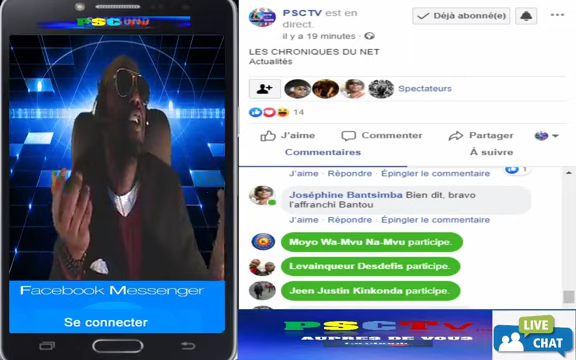 PSCTV
Facebook Messenger
Se connecter
PSCTV est en
direct.
il y a 19 minutes ·
Déjà abonné(e)
LES CHRONIQUES DU NET
Actualités
Spectateurs
14
J'aime
Commenter
Partager
Commentaires
À suivre
J'aime · Répondre · Épingler le commentaire
1
Joséphine Bantsimba Bien dit, bravo
l'affranchi Bantou
J'aime · Répondre · Épingler le commentaire
Moyo Wa-Mvu Na-Mvu participe.
Levainqueur Desdefis participe.
Jeen Justin Kinkonda participe.
PSCTV
AUPRES DE VOUS
LIVE
CHAT